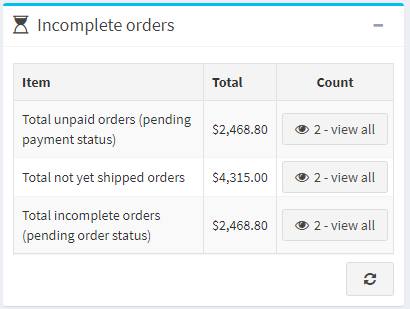 Incomplete orders
Item Total Count
Total unpaid orders (pending
payment status) $2,468.80 2 - view all
Total not yet shipped orders $4,315.00 2 - view all
Total incomplete orders
(pending order status) $2,468.80 2 - view all